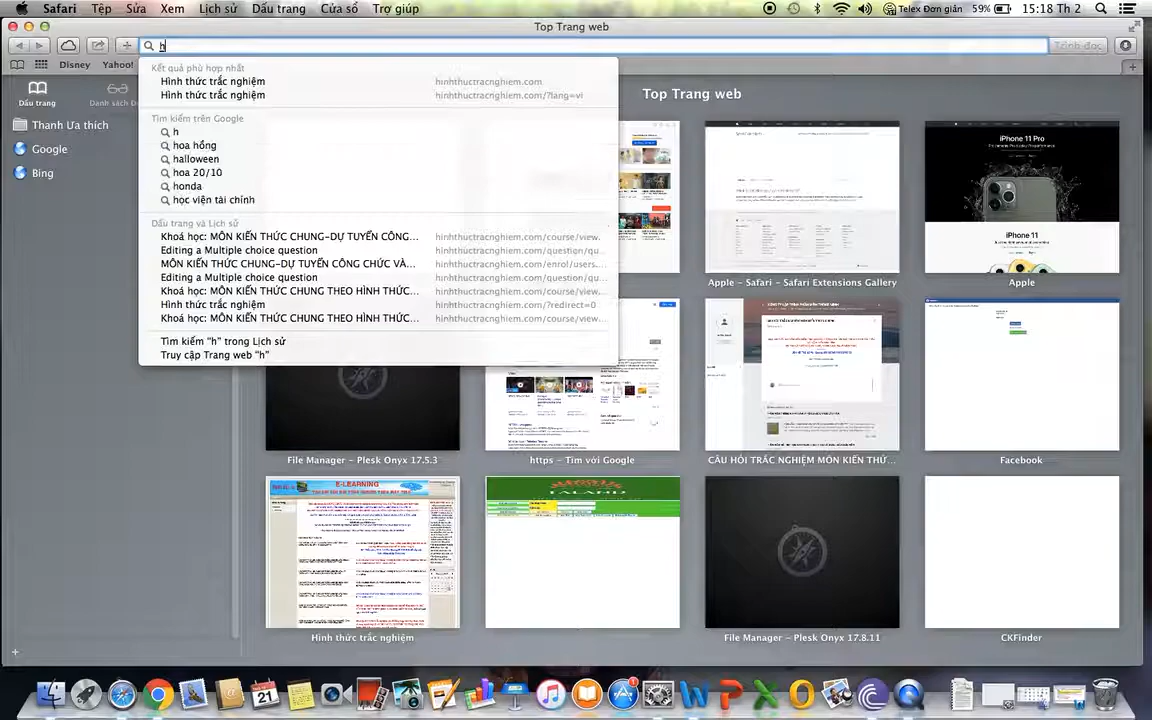 Safari Tệp Sửa Xem Lịch sử Dấu trang Cửa sổ Trợ giúp Telex Đơn giản 59% 15:18 Th 2
Top Trang web
h
Trình đọc
Disney Yahoo!
Kết quả phù hợp nhất
Hình thức trắc nghiệm hinhthuctracnghiem.com
Hình thức trắc nghiệm hinhthuctracnghiem.com/?lang=vi
Tìm kiếm trên Google
h
hoa hồng
halloween
hoa 20/10
honda
học viện tài chính
Dấu trang và Lịch sử
Khoá học: MÔN KIẾN THỨC CHUNG-DỰ TUYỂN CÔNG... hinhthuctracnghiem.com/course/view...
Editing a Multiple choice question hinhthuctracnghiem.com/question/qu...
MÔN KIẾN THỨC CHUNG-DỰ TUYỂN CÔNG CHỨC VÀ... hinhthuctracnghiem.com/enrol/users....
Editing a Multiple choice question hinhthuctracnghiem.com/question/qu...
Khoá học: MÔN KIẾN THỨC CHUNG THEO HÌNH THỨC... hinhthuctracnghiem.com/course/view...
Hình thức trắc nghiệm hinhthuctracnghiem.com/?redirect=0
Khoá học: MÔN KIẾN THỨC CHUNG THEO HÌNH THỨC... hinhthuctracnghiem.com/course/view...
Tìm kiếm "h" trong Lịch sử
Truy cập Trang web "h"
Dấu trang Danh sách
Thanh Ưa thích
Google
Bing
Top Trang web
iPhone 11 Pro
iPhone 11
Apple – Safari – Safari Extensions Gallery
Apple
File Manager – Plesk Onyx 17.5.3
https – Tìm với Google
CÂU HỎI TRẮC NGHIỆM MÔN KIẾN THỨ...
Facebook
E-LEARNING
Hình thức trắc nghiệm
File Manager – Plesk Onyx 17.8.11
CKFinder
21